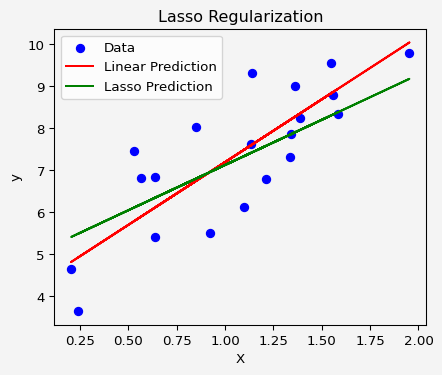 Lasso Regularization
Data
Linear Prediction
Lasso Prediction
y
10
9
8
7
6
5
4
0.25 0.50 0.75 1.00 1.25 1.50 1.75 2.00
X